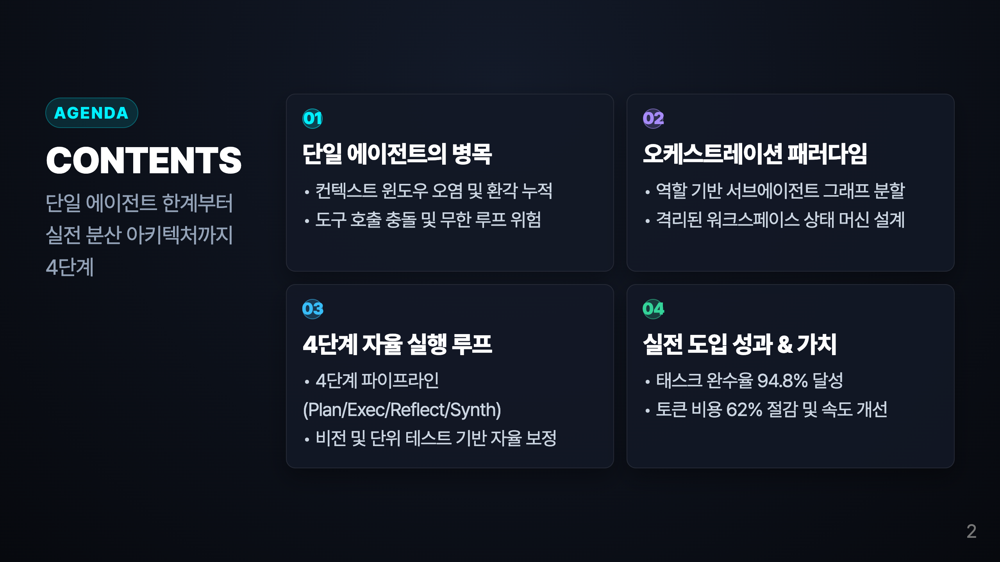 AGENDA
CONTENTS
단일 에이전트 한계부터
실전 분산 아키텍처까지
4단계
01
단일 에이전트의 병목
• 컨텍스트 윈도우 오염 및 환각 누적
• 도구 호출 충돌 및 무한 루프 위험
02
오케스트레이션 패러다임
• 역할 기반 서브에이전트 그래프 분할
• 격리된 워크스페이스 상태 머신 설계
03
4단계 자율 실행 루프
• 4단계 파이프라인
(Plan/Exec/Reflect/Synth)
• 비전 및 단위 테스트 기반 자율 보정
04
실전 도입 성과 & 가치
• 태스크 완수율 94.8% 달성
• 토큰 비용 62% 절감 및 속도 개선
2